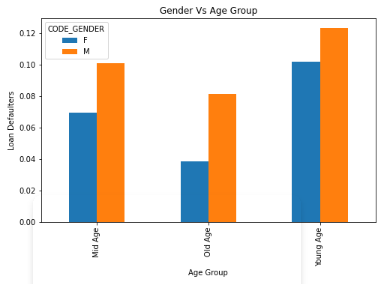 Gender Vs Age Group
CODE_GENDER
F
M
Loan Defaulters
0.12
0.10
0.08
0.06
0.04
0.02
0.00
Mid Age
Old Age
Young Age
Age Group